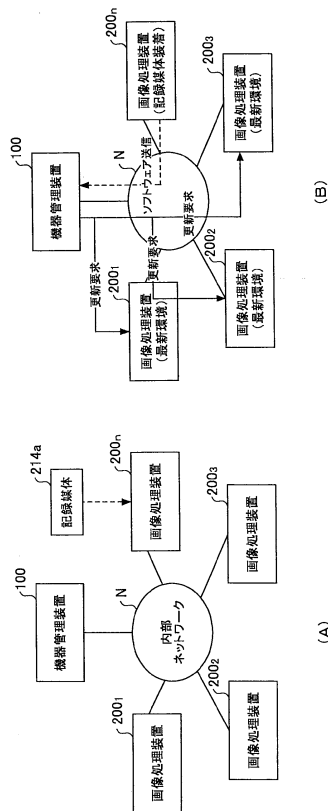 100
機器管理装置
214a
記録媒体
N
内部
ネットワーク
200₁
画像処理装置
200n
画像処理装置
200₂
画像処理装置
200₃
画像処理装置
(A)
100
機器管理装置
N
ソフトウェア送信
200n
画像処理装置
(記録媒体装着)
更新要求
更新要求
更新要求
200₁
画像処理装置
(最新環境)
200₂
画像処理装置
(最新環境)
200₃
画像処理装置
(最新環境)
(B)